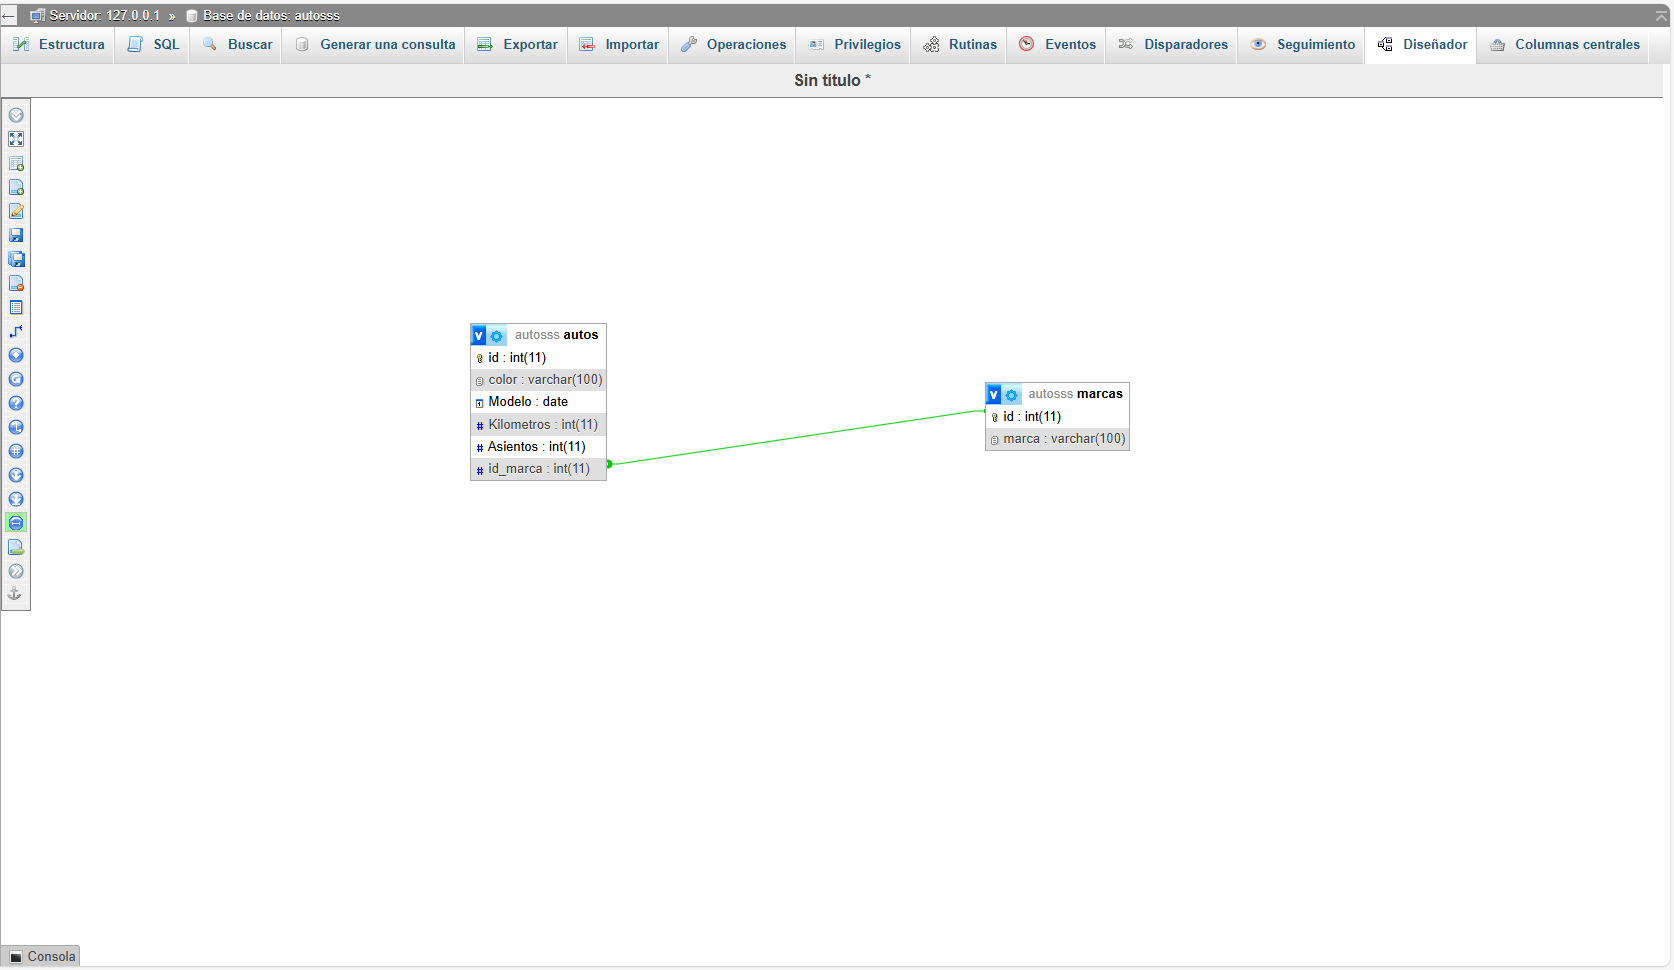 Servidor: 127.0.0.1 » Base de datos: autosss
Estructura SQL Buscar Generar una consulta Exportar Importar Operaciones Privilegios Rutinas Eventos Disparadores Seguimiento Diseñador Columnas centrales
Sin título *
v autosss autos
id : int(11)
color : varchar(100)
Modelo : date
# Kilometros : int(11)
# Asientos : int(11)
# id_marca : int(11)
v autosss marcas
id : int(11)
marca : varchar(100)
Consola